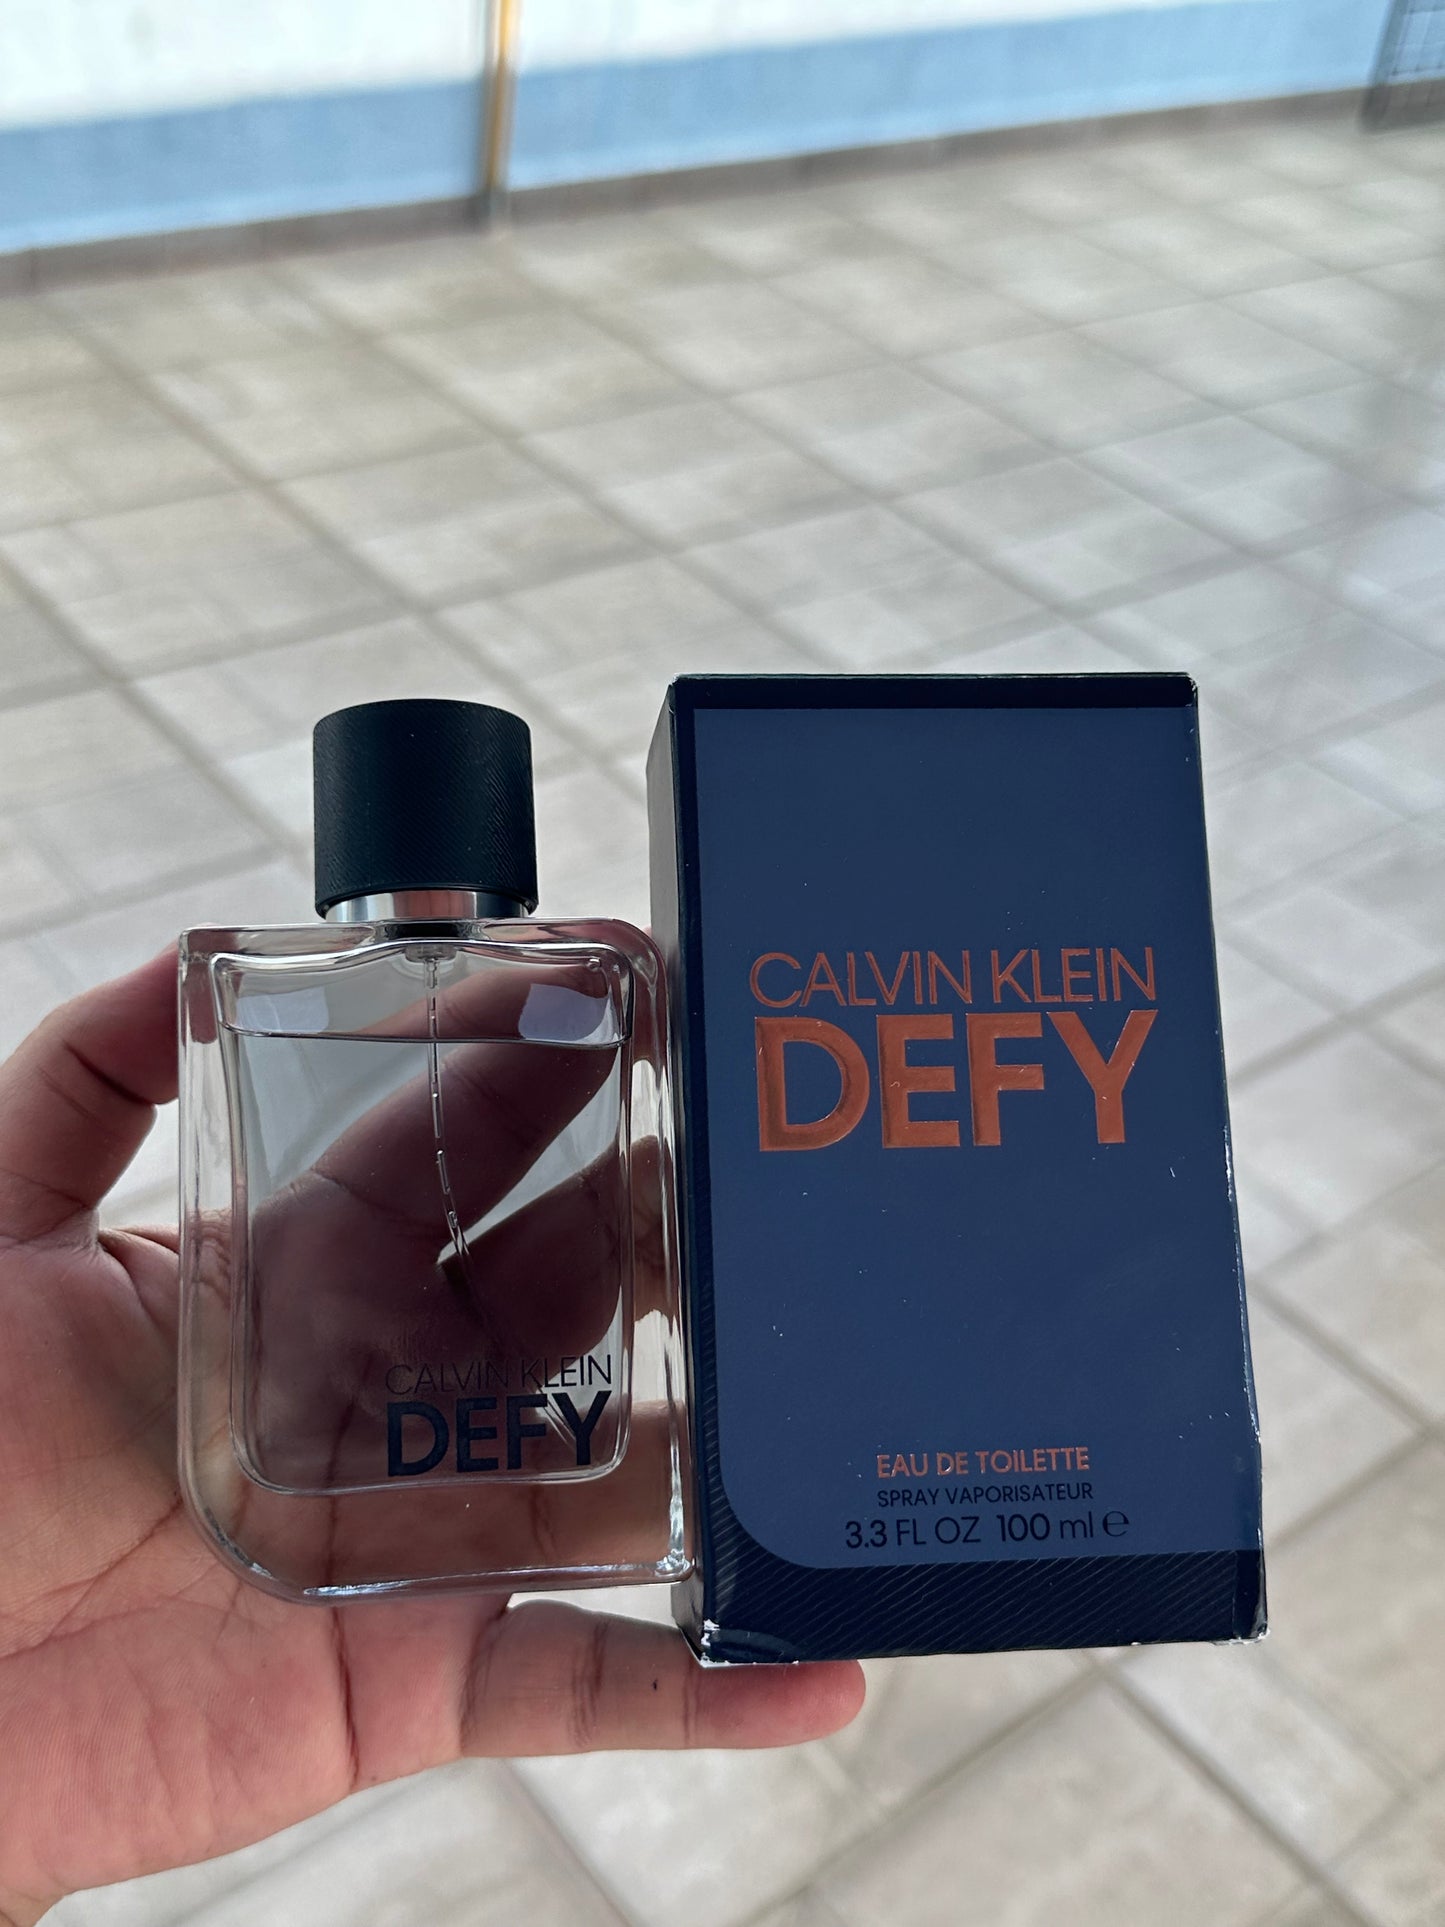 CALVIN KLEIN
DEFY
CALVIN KLEIN
DEFY
EAU DE TOILETTE
SPRAY VAPORISATEUR
3.3 FL OZ 100 ml ℮